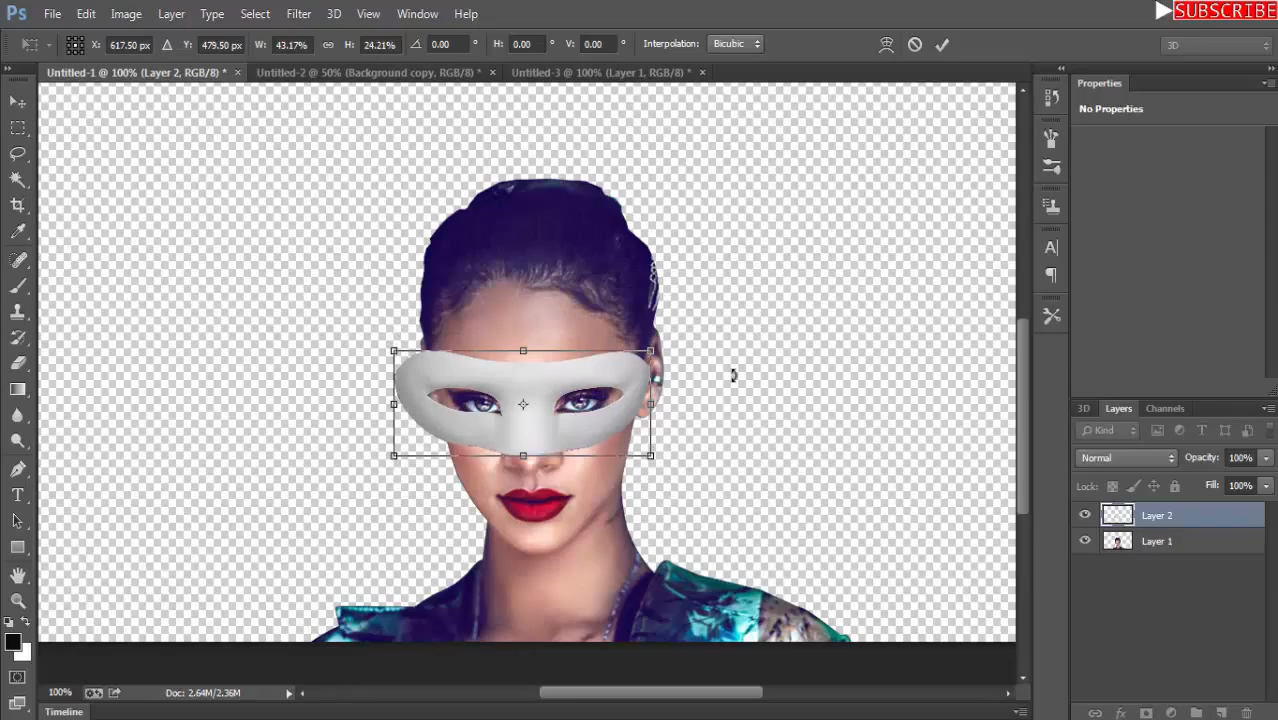 Ps File Edit Image Layer Type Select Filter 3D View Window Help SUBSCRIBE
X: 617.50 px Y: 479.50 px W: 43.17% H: 24.21% 0.00 ° H: 0.00 ° V: 0.00 ° Interpolation: Bicubic 3D
Untitled-1 @ 100% (Layer 2, RGB/8) * × Untitled-2 @ 50% (Background copy, RGB/8) * × Untitled-3 @ 100% (Layer 1, RGB/8) * ×
Properties
No Properties
3D Layers Channels
Kind
Normal Opacity: 100%
Lock: Fill: 100%
Layer 2
Layer 1
100% Doc: 2.64M/2.36M
Timeline